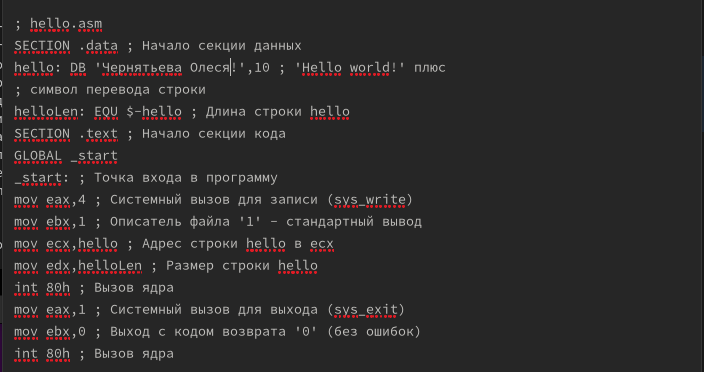 ; hello.asm
SECTION .data ; Начало секции данных
hello: DB 'Чернятьева Олеся!',10 ; 'Hello world!' плюс
; символ перевода строки
helloLen: EQU $-hello ; Длина строки hello
SECTION .text ; Начало секции кода
GLOBAL _start
_start: ; Точка входа в программу
mov eax,4 ; Системный вызов для записи (sys_write)
mov ebx,1 ; Описатель файла '1' - стандартный вывод
mov ecx,hello ; Адрес строки hello в ecx
mov edx,helloLen ; Размер строки hello
int 80h ; Вызов ядра
mov eax,1 ; Системный вызов для выхода (sys_exit)
mov ebx,0 ; Выход с кодом возврата '0' (без ошибок)
int 80h ; Вызов ядра